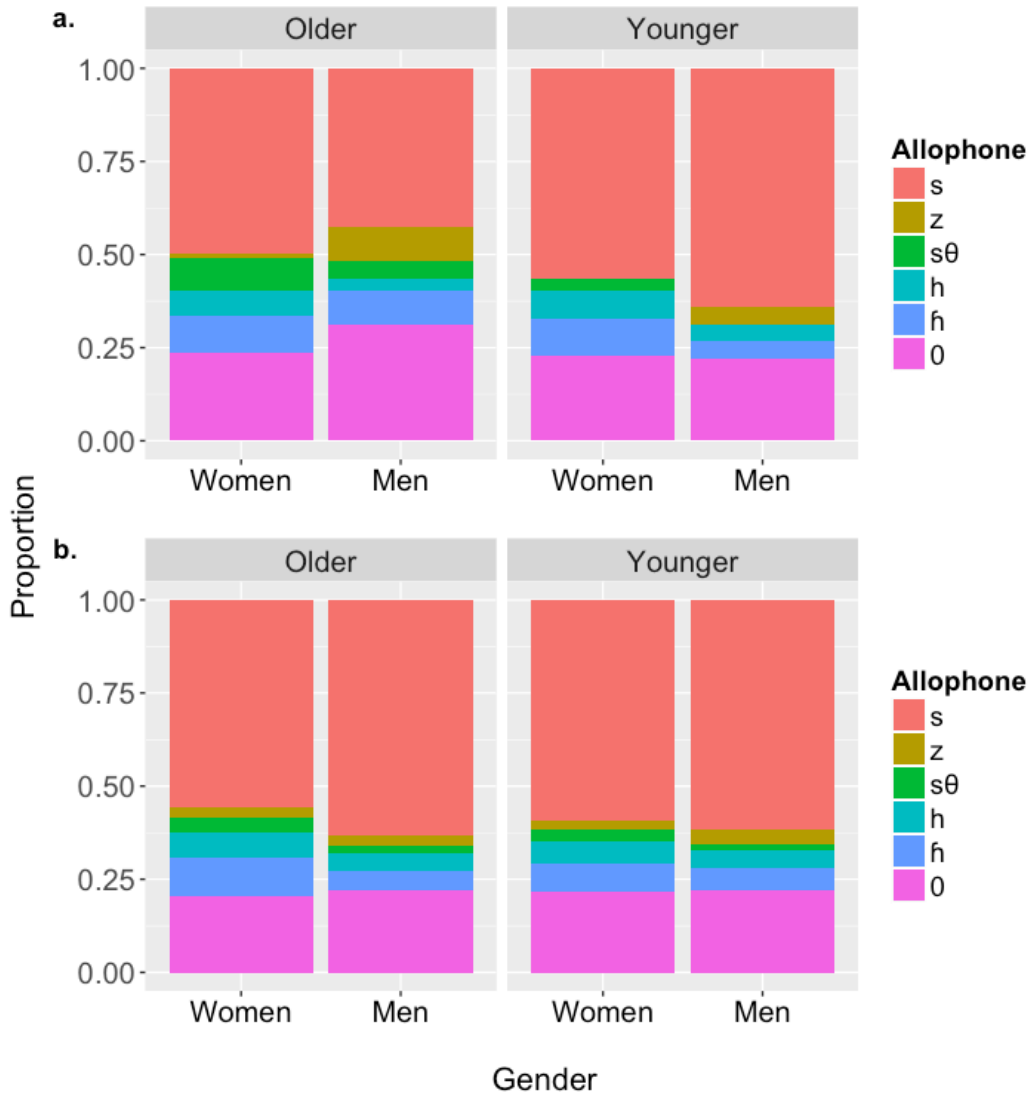 a.
Older Younger
1.00
0.75
0.50
0.25
0.00
Women Men Women Men
Allophone
s
z
sθ
h
ɦ
0
Proportion
b.
Older Younger
1.00
0.75
0.50
0.25
0.00
Women Men Women Men
Allophone
s
z
sθ
h
ɦ
0
Gender